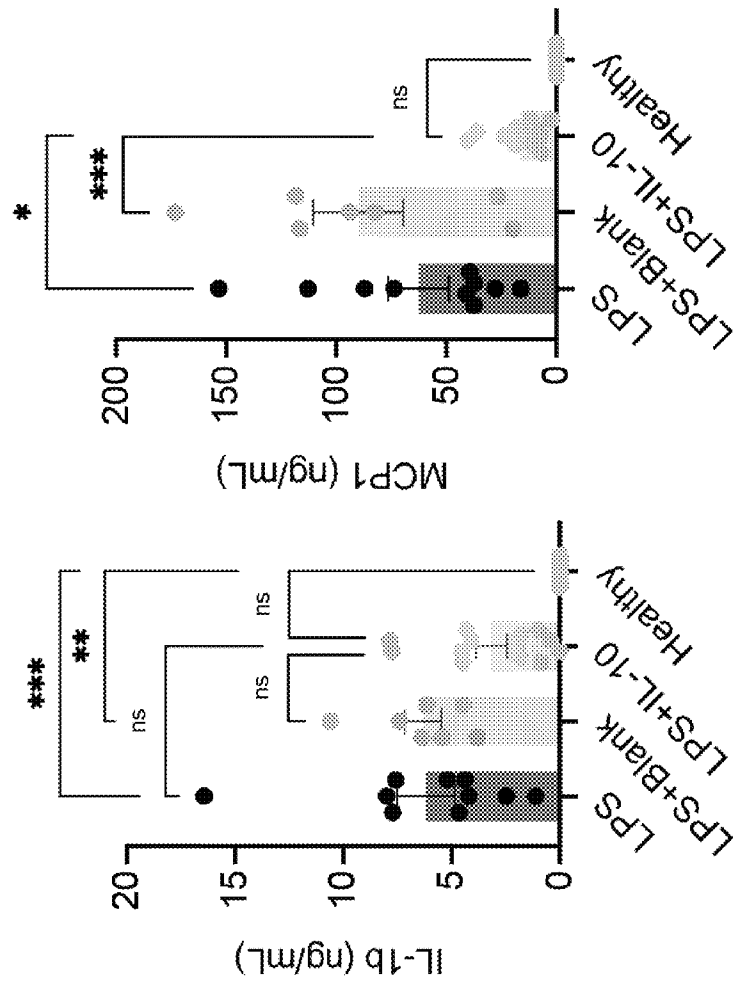 IL-1b (ng/mL)
20
15
10
5
0
***
**
ns
ns
ns
LPS
LPS+Blank
LPS+IL-10
Healthy
MCP1 (ng/mL)
200
150
100
50
0
*
***
ns
LPS
LPS+Blank
LPS+IL-10
Healthy